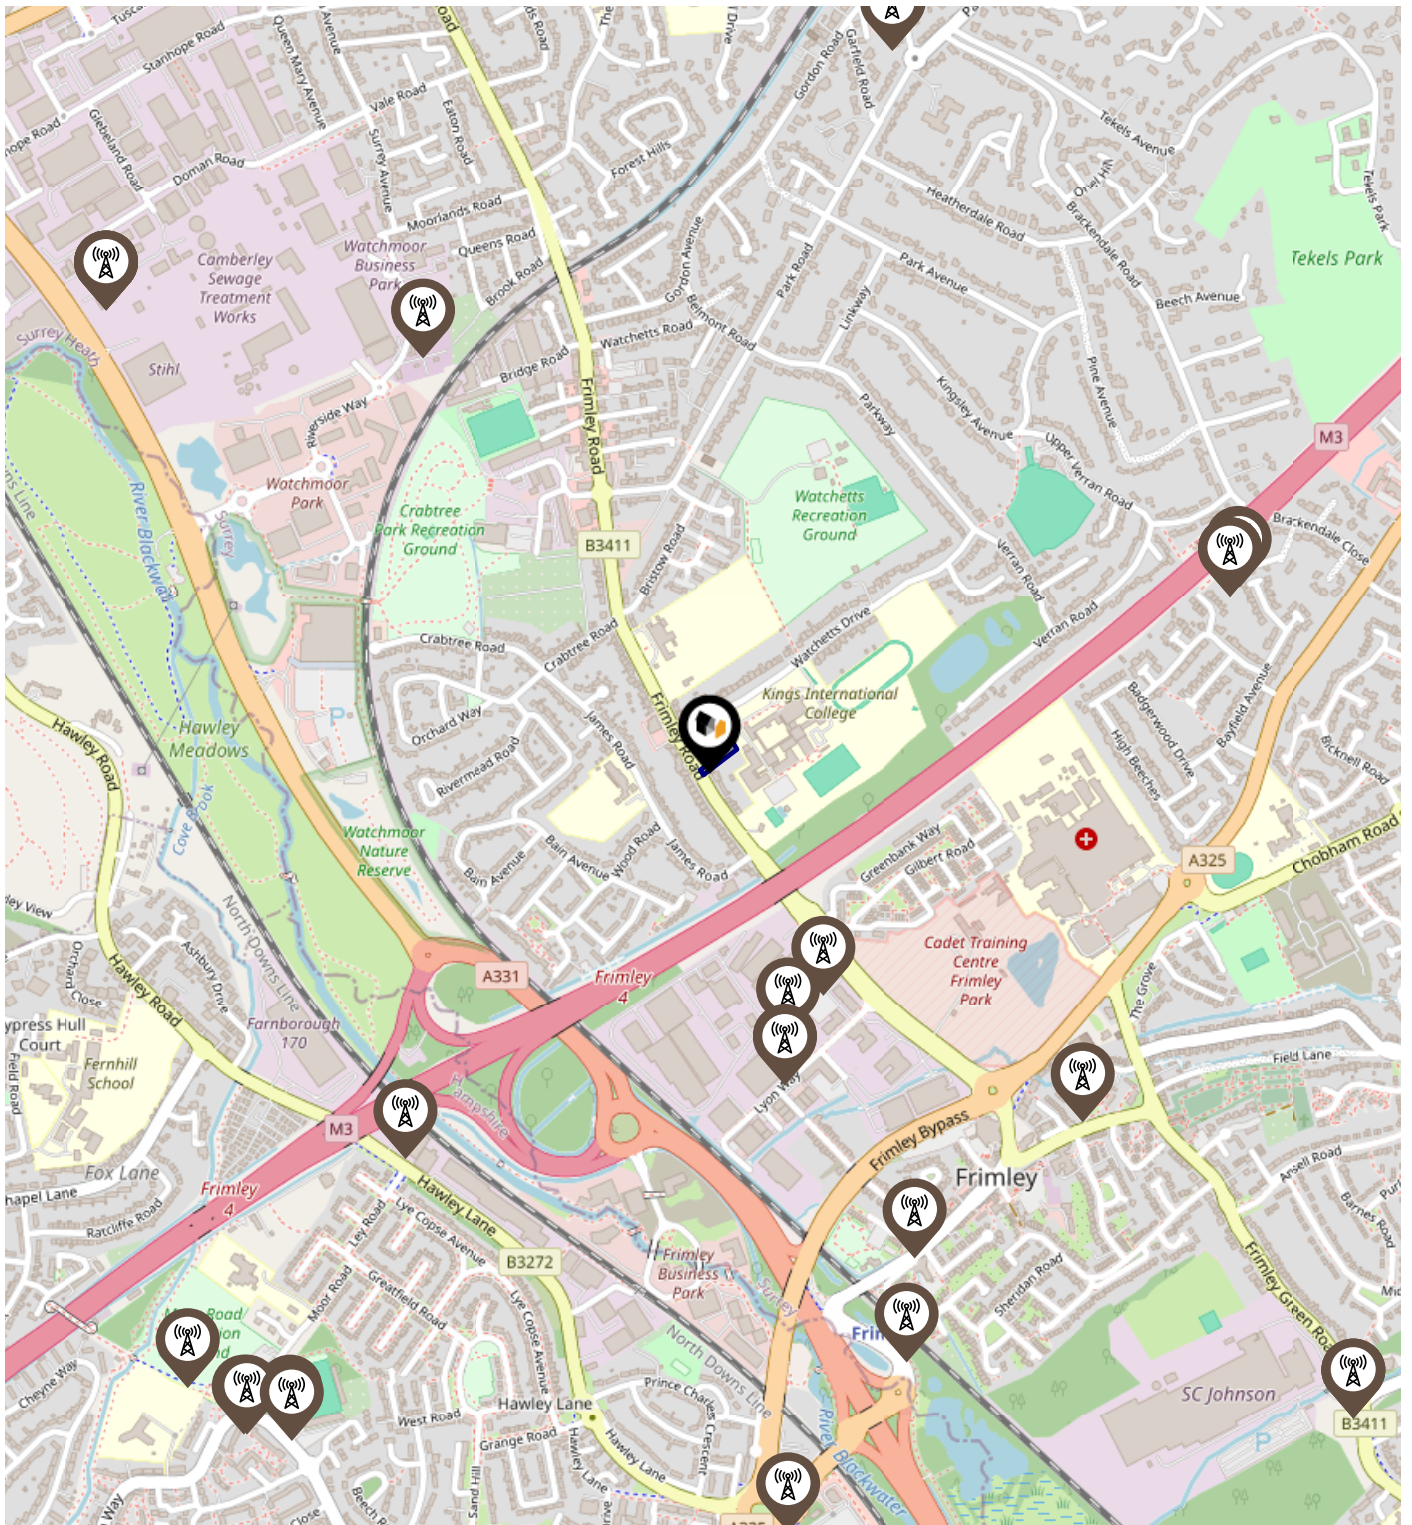 Stanhope Road
Queen Mary Avenue
Vale Road
Gordon Road
Garfield Road
Glebeland Road
Doman Road
Surrey Avenue
Eaton Road
Forest Hills
Tekels Avenue
Moorlands Road
Queens Road
Heatherdale Road
Brackendale Road
Tekels Park
Watchmoor
Business
Park
Camberley
Sewage
Treatment
Works
Brook Road
Gordon Avenue
Park Road
Park Avenue
Tekels Park
Linkway
Beech Avenue
Belmont Road
Watchetts Road
Surrey Heath
Stihl
Bridge Road
Frimley Road
Parkway
Kingsley Avenue
Pine Avenue
Riverside Way
M3
Upper Verran Road
Watchmoor
Park
River Blackwater
Surrey
Crabtree
Park Recreation
Ground
Watchetts
Recreation
Ground
B3411
Bristow Road
Brackendale Close
Verran Road
Verran Road
Crabtree Road
Crabtree Road
Watchetts Drive
Kings International
College
Frimley Road
Orchard Way
James Road
Hawley
Meadows
Hawley Road
Rivermead Road
Badgerwood Drive
High Beeches
Bayfield Avenue
Bicknell Road
Cove Brook
Watchmoor
Nature
Reserve
Bain Avenue
Bain Avenue
Wood Road
James Road
Greenbank Way
Gilbert Road
A325
Chobham Road
North Downs Line
Ashbury Drive
Orchard
Close
Hawley Road
A331
Frimley
4
Cadet Training
Centre
Frimley
Park
The Grove
Farnborough
170
Court
Field Road
Fernhill
School
Field Lane
Lyon Way
Hampshire
M3
Frimley Bypass
Fox Lane
Frimley
4
Ratcliffe Road
Hawley Lane
Ley Road
Lye Copse Avenue
Frimley
Ansell Road
Barnes Road
B3272
Frimley
Business
Park
Surrey
Moor Road
Greatfield Road
Lye Copse Avenue
Sheridan Road
Frimley Green Road
Cheyne Way
North Downs Line
Prince Charles
Crescent
SC Johnson
B3411
West Road
Grange Road
Hawley Lane
Hawley Lane
Hawley Lane
Sand Hill
River Blackwater